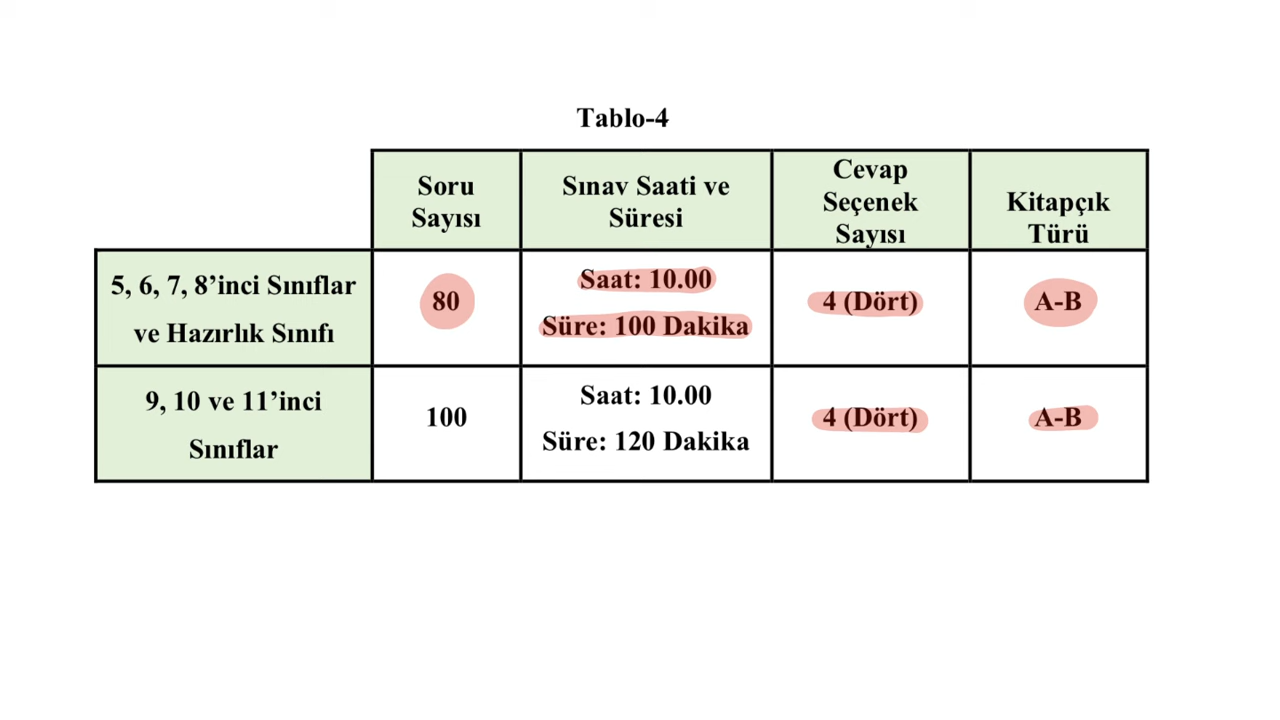 Tablo-4
Soru
Sayısı
Sınav Saati ve
Süresi
Cevap
Seçenek
Sayısı
Kitapçık
Türü
5, 6, 7, 8’inci Sınıflar
ve Hazırlık Sınıfı
80
Saat: 10.00
Süre: 100 Dakika
4 (Dört)
A-B
9, 10 ve 11’inci
Sınıflar
100
Saat: 10.00
Süre: 120 Dakika
4 (Dört)
A-B